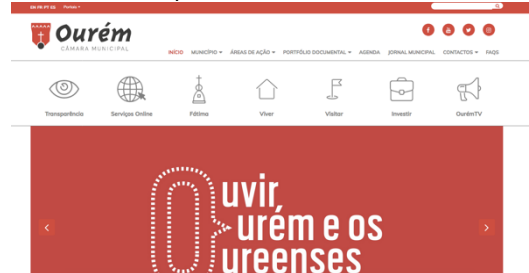 EN FR PT ES Portais
Ourém
CÂMARA MUNICIPAL
INÍCIO MUNICÍPIO ÁREAS DE AÇÃO PORTFÓLIO DOCUMENTAL AGENDA JORNAL MUNICIPAL CONTACTOS FAQS
Transparência Serviços Online Fátima Viver Visitar Investir OurémTV
Ouvir,
Ourém e os
Oureenses